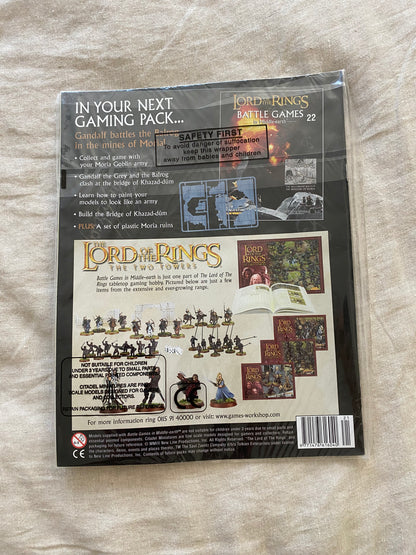 IN YOUR NEXT
GAMING PACK...
Gandalf battles the Balrog
in the mines of Moria!
• Collect and game with
your Moria Goblin army
• Gandalf the Grey and the Balrog
clash at the bridge of Khazad-dûm
• Learn how to paint your
models to look like an army
• Build the Bridge of Khazad-dûm
• PLUS: A set of plastic Moria ruins
THE LORD OF THE RINGS
BATTLE GAMES
in Middle-earth
22
SAFETY FIRST
To avoid danger of suffocation
keep this wrapper
away from babies and children.
THE LORD OF THE RINGS
THE TWO TOWERS
Battle Games in Middle-earth is just one part of The Lord of The
Rings tabletop gaming hobby. Pictured below are just a few
items from the extensive and ever-growing range.
NOT SUITABLE FOR CHILDREN
UNDER 3 YEARS DUE TO SMALL PARTS
AND ESSENTIAL POINTED COMPONENTS.
CITADEL MINIATURES ARE FINE
SCALE MODELS DESIGNED FOR GAMERS
AND COLLECTORS.
RETAIN PACKAGING FOR FUTURE REFERENCE
For more information ring 0115 91 40000 or visit: www.games-workshop.com
21